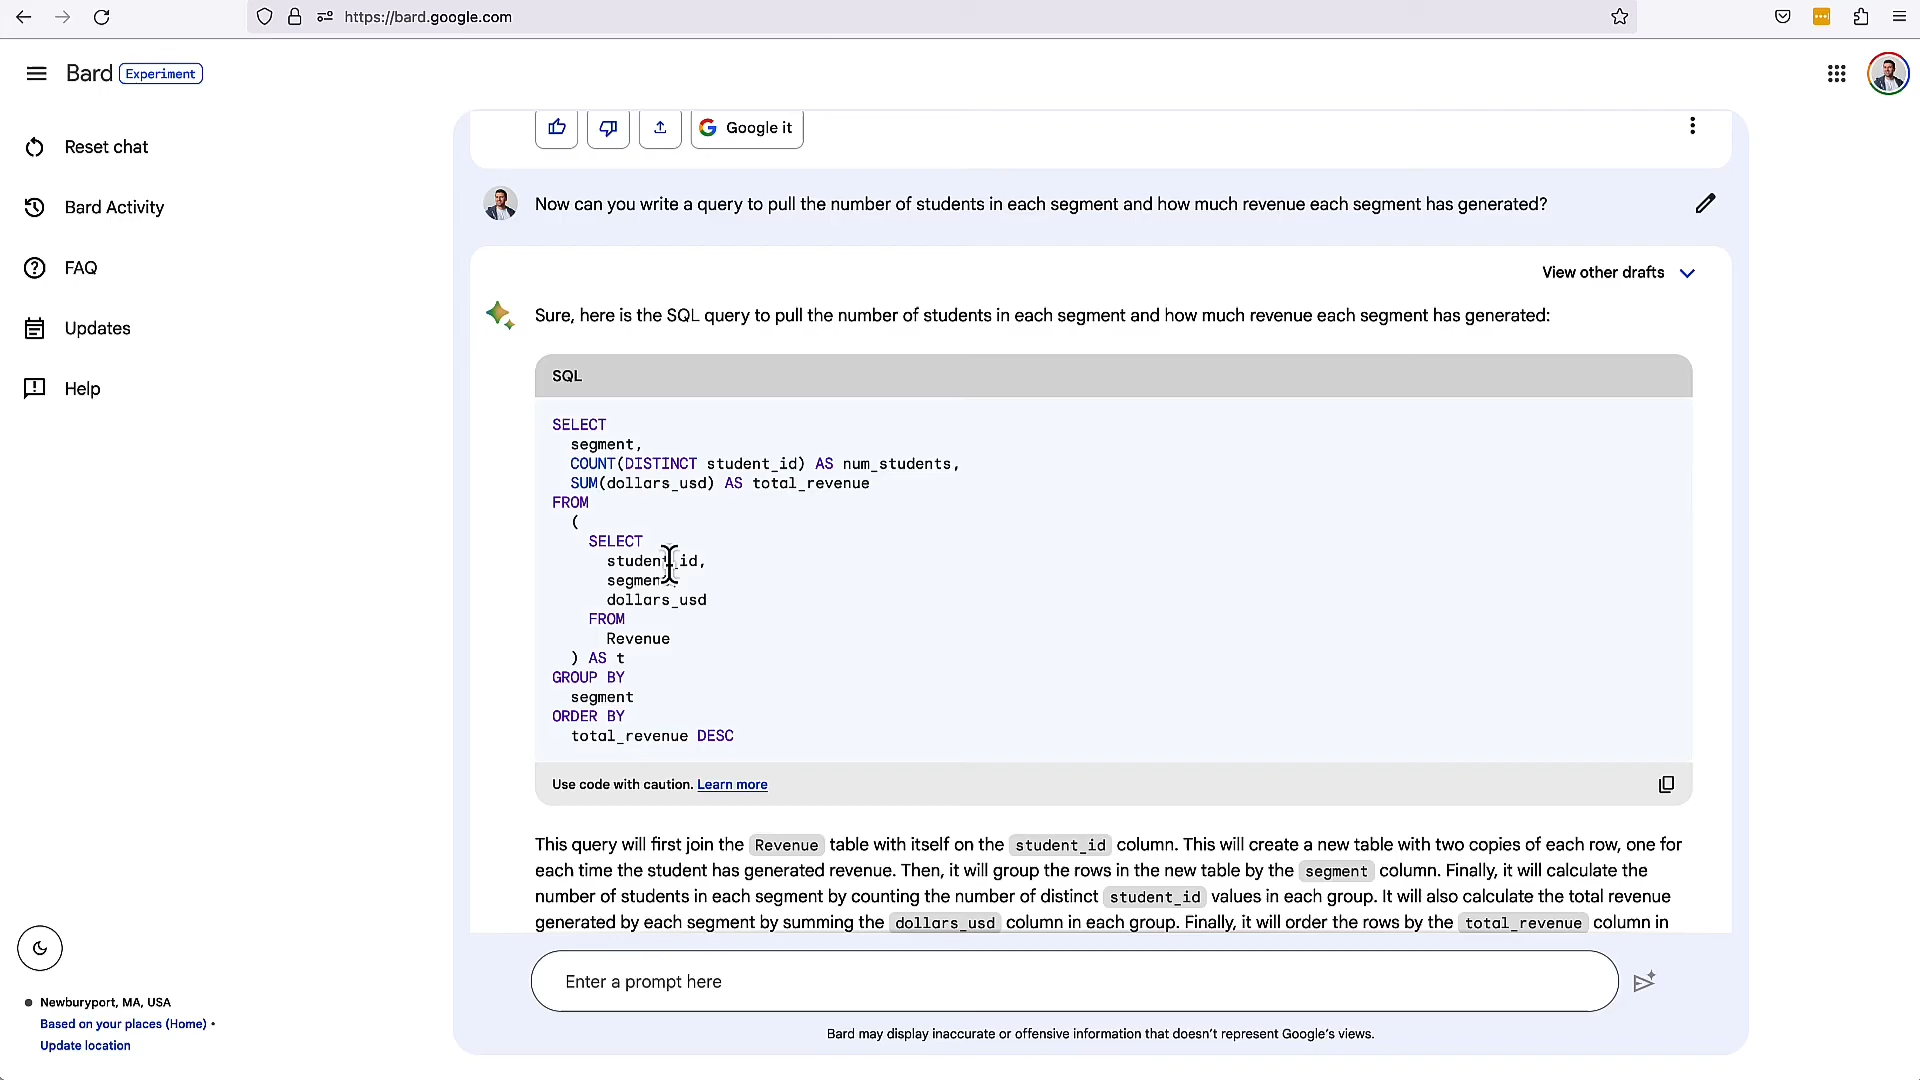 https://bard.google.com
Bard Experiment
Reset chat
Bard Activity
FAQ
Updates
Help
Google it
Now can you write a query to pull the number of students in each segment and how much revenue each segment has generated?
View other drafts
Sure, here is the SQL query to pull the number of students in each segment and how much revenue each segment has generated:
SQL
SELECT
segment,
COUNT(DISTINCT student_id) AS num_students,
SUM(dollars_usd) AS total_revenue
FROM
(
SELECT
student_id,
segment,
dollars_usd
FROM
Revenue
) AS t
GROUP BY
segment
ORDER BY
total_revenue DESC
Use code with caution. Learn more
This query will first join the Revenue table with itself on the student_id column. This will create a new table with two copies of each row, one for
each time the student has generated revenue. Then, it will group the rows in the new table by the segment column. Finally, it will calculate the
number of students in each segment by counting the number of distinct student_id values in each group. It will also calculate the total revenue
generated by each segment by summing the dollars_usd column in each group. Finally, it will order the rows by the total_revenue column in
Enter a prompt here
Bard may display inaccurate or offensive information that doesn't represent Google's views.
Newburyport, MA, USA
Based on your places (Home) •
Update location